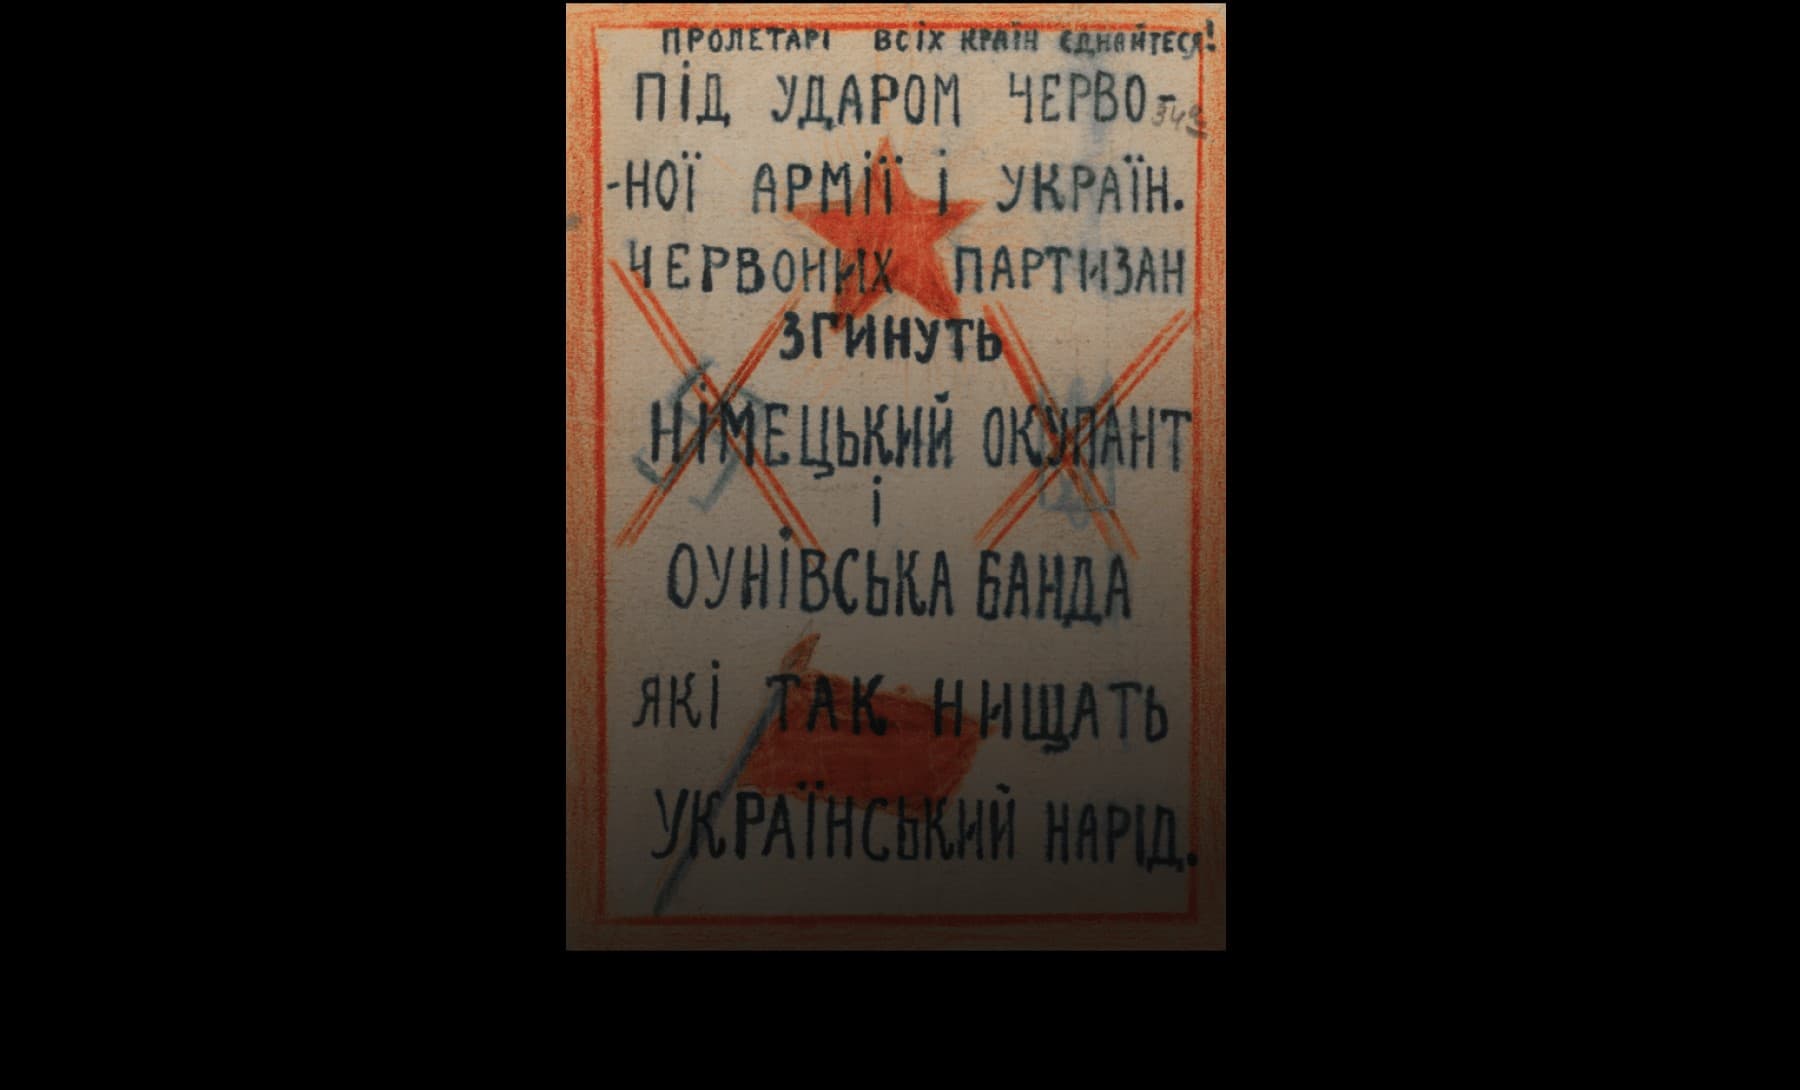 ПРОЛЕТАРІ ВСІХ КРАЇН ЄДНАЙТЕСЯ!
ПІД УДАРОМ ЧЕРВО-
-НОЇ АРМІЇ І УКРАЇН.
ЧЕРВОНИХ ПАРТИЗАН
ЗГИНУТЬ
НІМЕЦЬКИЙ ОКУПАНТ
І
ОУНІВСЬКА БАНДА
ЯКІ ТАК НИЩАТЬ
УКРАЇНСЬКИЙ НАРІД.